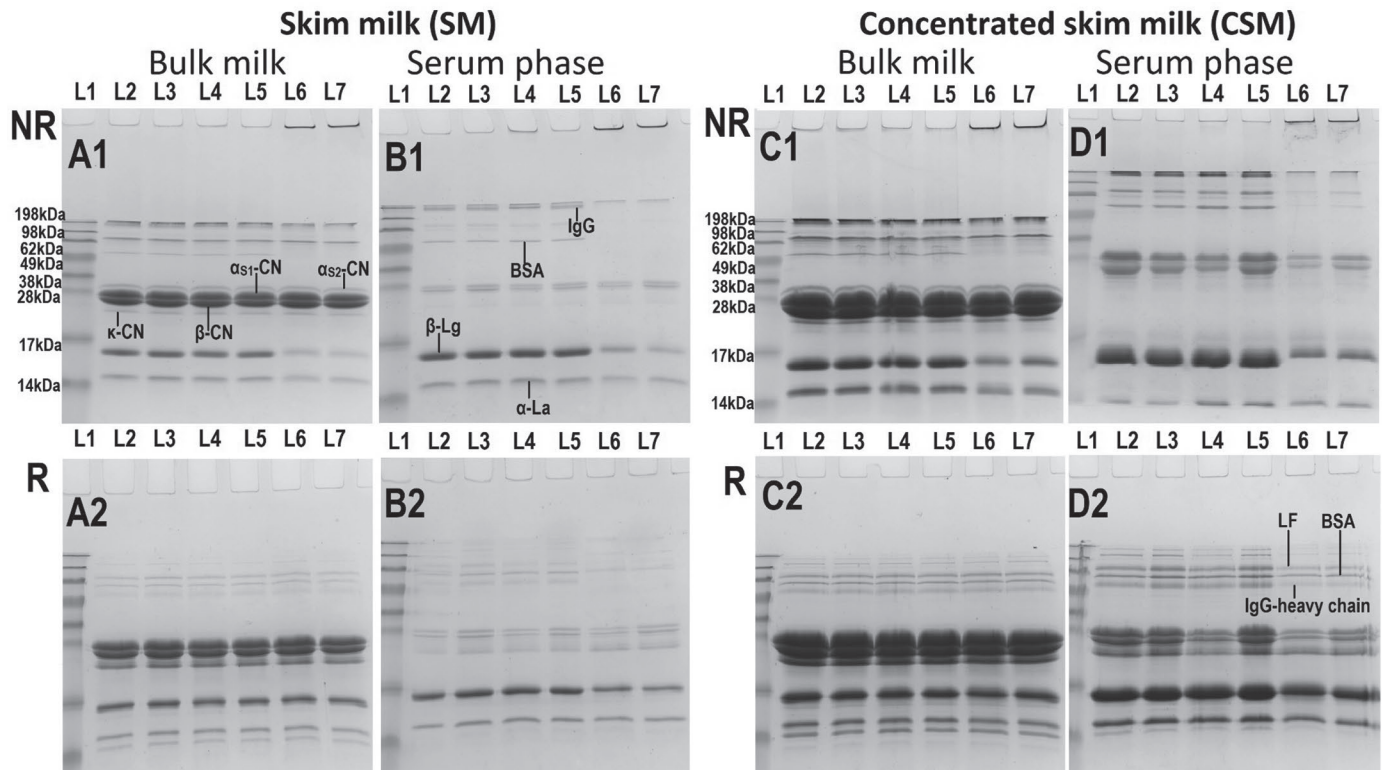 Skim milk (SM)
Concentrated skim milk (CSM)
Bulk milk
Serum phase
Bulk milk
Serum phase
L1 L2 L3 L4 L5 L6 L7
L1 L2 L3 L4 L5 L6 L7
L1 L2 L3 L4 L5 L6 L7
L1 L2 L3 L4 L5 L6 L7
NR
A1
B1
NR
C1
D1
198kDa
98kDa
62kDa
49kDa
38kDa
28kDa
17kDa
14kDa
αS1-CN
αS2-CN
κ-CN
β-CN
IgG
BSA
β-Lg
α-La
198kDa
98kDa
62kDa
49kDa
38kDa
28kDa
17kDa
14kDa
L1 L2 L3 L4 L5 L6 L7
L1 L2 L3 L4 L5 L6 L7
L1 L2 L3 L4 L5 L6 L7
L1 L2 L3 L4 L5 L6 L7
R
A2
B2
R
C2
D2
LF
BSA
IgG-heavy chain